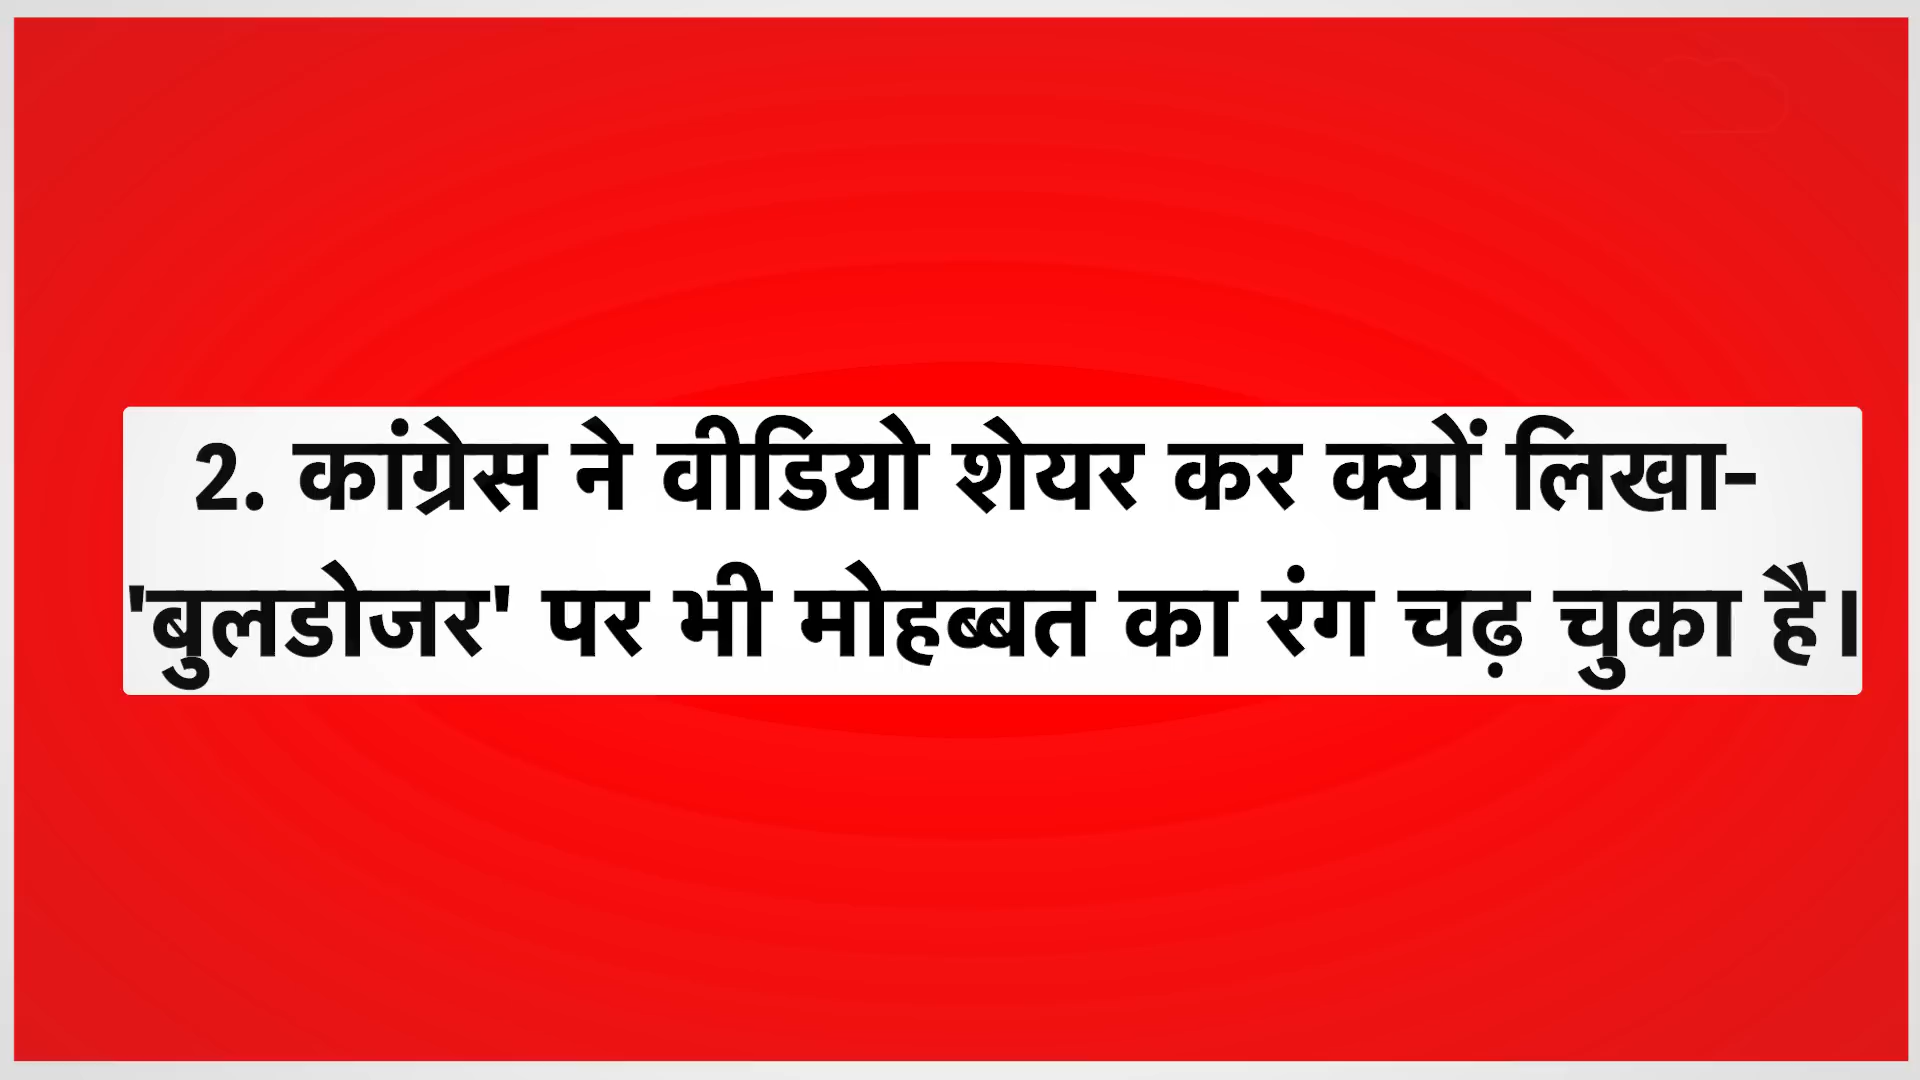 2. कांग्रेस ने वीडियो शेयर कर क्यों लिखा-
'बुलडोजर' पर भी मोहब्बत का रंग चढ़ चुका है।